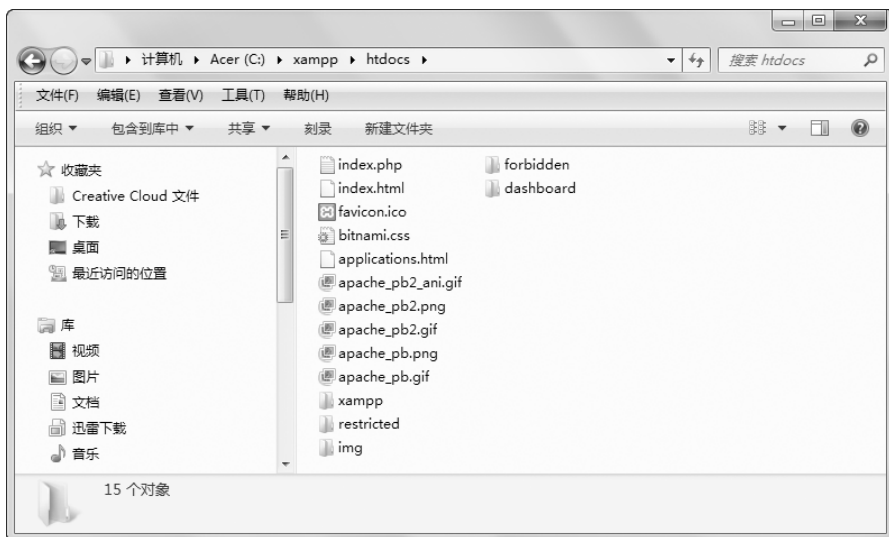 计算机 Acer (C:) xampp htdocs 搜索 htdocs
文件(F) 编辑(E) 查看(V) 工具(T) 帮助(H)
组织 包含到库中 共享 刻录 新建文件夹
收藏夹
Creative Cloud 文件
下载
桌面
最近访问的位置
库
视频
图片
文档
迅雷下载
音乐
index.php
index.html
favicon.ico
bitnami.css
applications.html
apache_pb2_ani.gif
apache_pb2.png
apache_pb2.gif
apache_pb.png
apache_pb.gif
xampp
restricted
img
forbidden
dashboard
15 个对象